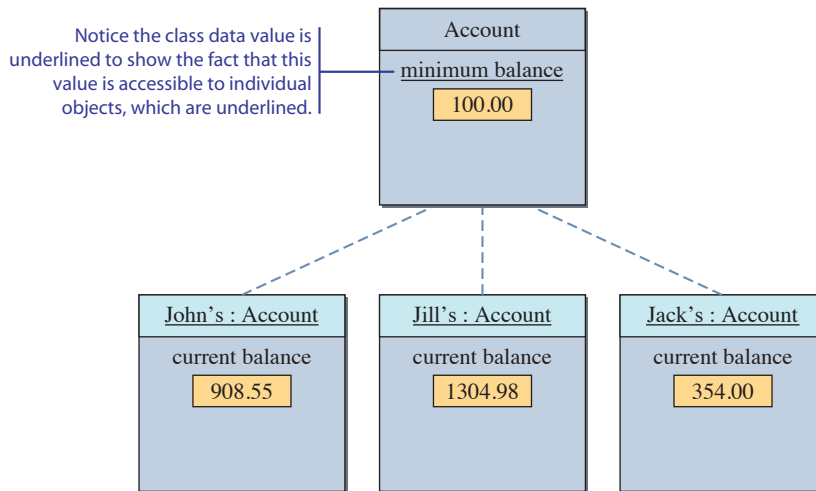 Notice the class data value is
underlined to show the fact that this
value is accessible to individual
objects, which are underlined.
Account
minimum balance
100.00
John's : Account
current balance
908.55
Jill's : Account
current balance
1304.98
Jack's : Account
current balance
354.00